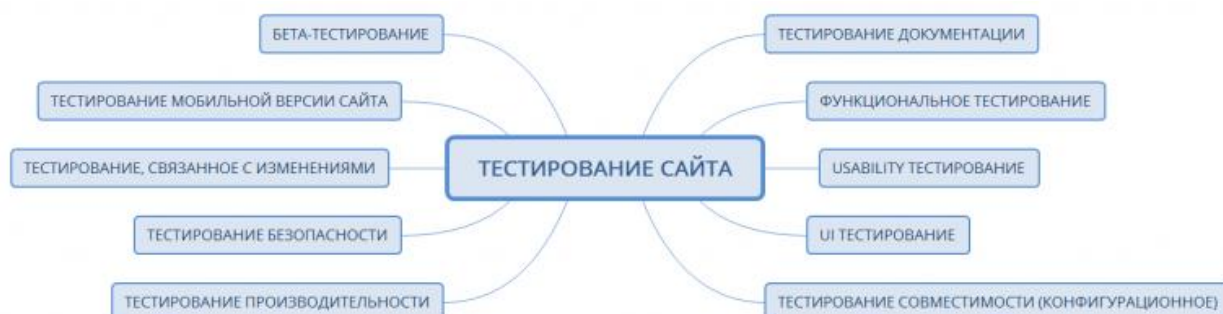 БЕТА-ТЕСТИРОВАНИЕ
ТЕСТИРОВАНИЕ ДОКУМЕНТАЦИИ
ТЕСТИРОВАНИЕ МОБИЛЬНОЙ ВЕРСИИ САЙТА
ФУНКЦИОНАЛЬНОЕ ТЕСТИРОВАНИЕ
ТЕСТИРОВАНИЕ, СВЯЗАННОЕ С ИЗМЕНЕНИЯМИ
ТЕСТИРОВАНИЕ САЙТА
USABILITY ТЕСТИРОВАНИЕ
ТЕСТИРОВАНИЕ БЕЗОПАСНОСТИ
UI ТЕСТИРОВАНИЕ
ТЕСТИРОВАНИЕ ПРОИЗВОДИТЕЛЬНОСТИ
ТЕСТИРОВАНИЕ СОВМЕСТИМОСТИ (КОНФИГУРАЦИОННОЕ)